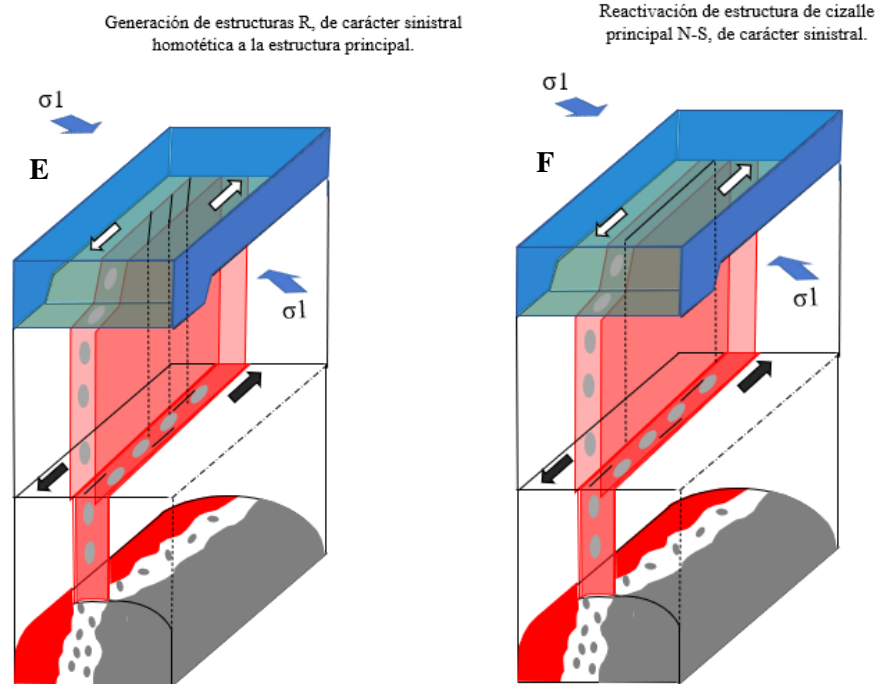 Generación de estructuras R, de carácter sinistral
homotética a la estructura principal.
Reactivación de estructura de cizalle
principal N-S, de carácter sinistral.
σ1
σ1
E
F
σ1
σ1